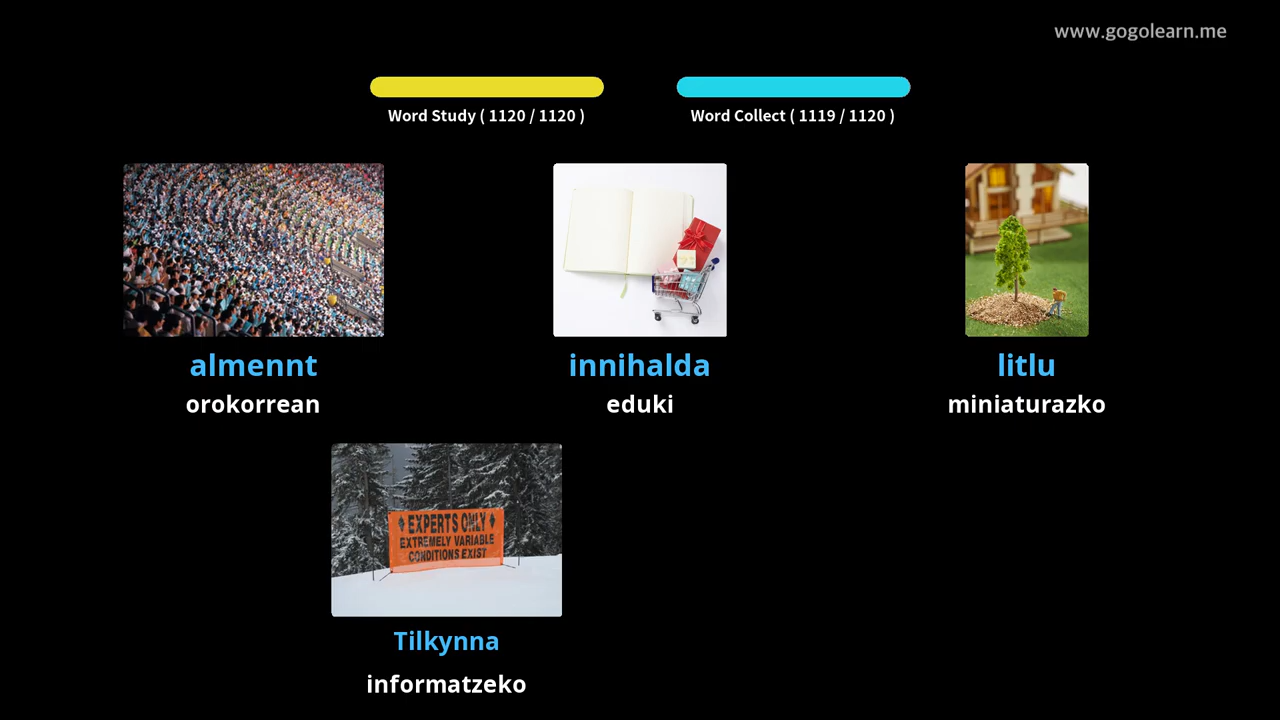 www.gogolearn.me
Word Study ( 1120 / 1120 )
Word Collect ( 1119 / 1120 )
almennt
innihalda
litlu
orokorrean
eduki
miniaturazko
EXPERTS ONLY
EXTREMELY VARIABLE
CONDITIONS EXIST
Tilkynna
informatzeko